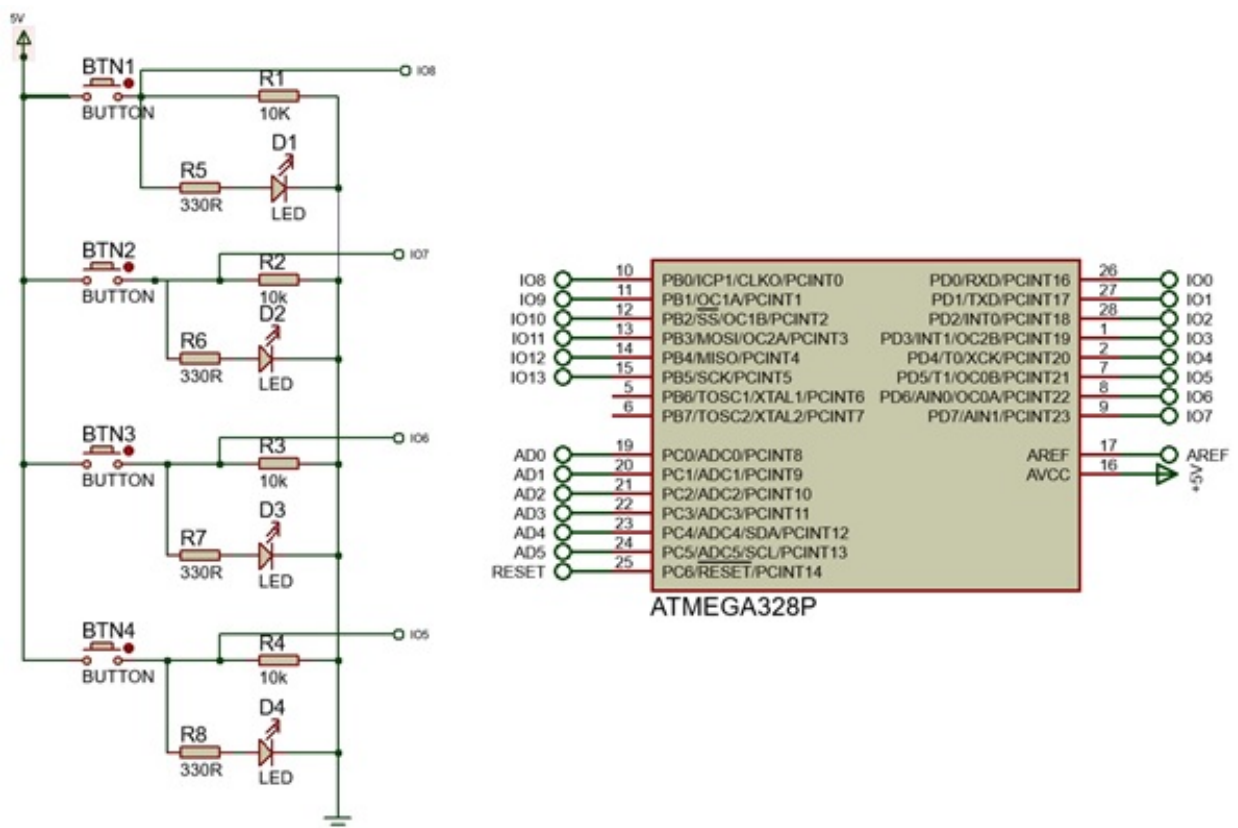 5V
BTN1
BUTTON
R1
10K
IO8
D1
R5
330R
LED
BTN2
BUTTON
R2
10k
IO7
D2
R6
330R
LED
BTN3
BUTTON
R3
10k
IO6
D3
R7
330R
LED
BTN4
BUTTON
R4
10k
IO5
D4
R8
330R
LED
IO8 10 PB0/ICP1/CLKO/PCINT0
IO9 11 PB1/OC1A/PCINT1
IO10 12 PB2/SS/OC1B/PCINT2
IO11 13 PB3/MOSI/OC2A/PCINT3
IO12 14 PB4/MISO/PCINT4
IO13 15 PB5/SCK/PCINT5
5 PB6/TOSC1/XTAL1/PCINT6
6 PB7/TOSC2/XTAL2/PCINT7
AD0 19 PC0/ADC0/PCINT8
AD1 20 PC1/ADC1/PCINT9
AD2 21 PC2/ADC2/PCINT10
AD3 22 PC3/ADC3/PCINT11
AD4 23 PC4/ADC4/SDA/PCINT12
AD5 24 PC5/ADC5/SCL/PCINT13
RESET 25 PC6/RESET/PCINT14
PD0/RXD/PCINT16 26 IO0
PD1/TXD/PCINT17 27 IO1
PD2/INT0/PCINT18 28 IO2
PD3/INT1/OC2B/PCINT19 1 IO3
PD4/T0/XCK/PCINT20 2 IO4
PD5/T1/OC0B/PCINT21 7 IO5
PD6/AIN0/OC0A/PCINT22 8 IO6
PD7/AIN1/PCINT23 9 IO7
AREF 17 AREF
AVCC 16 +5V
ATMEGA328P